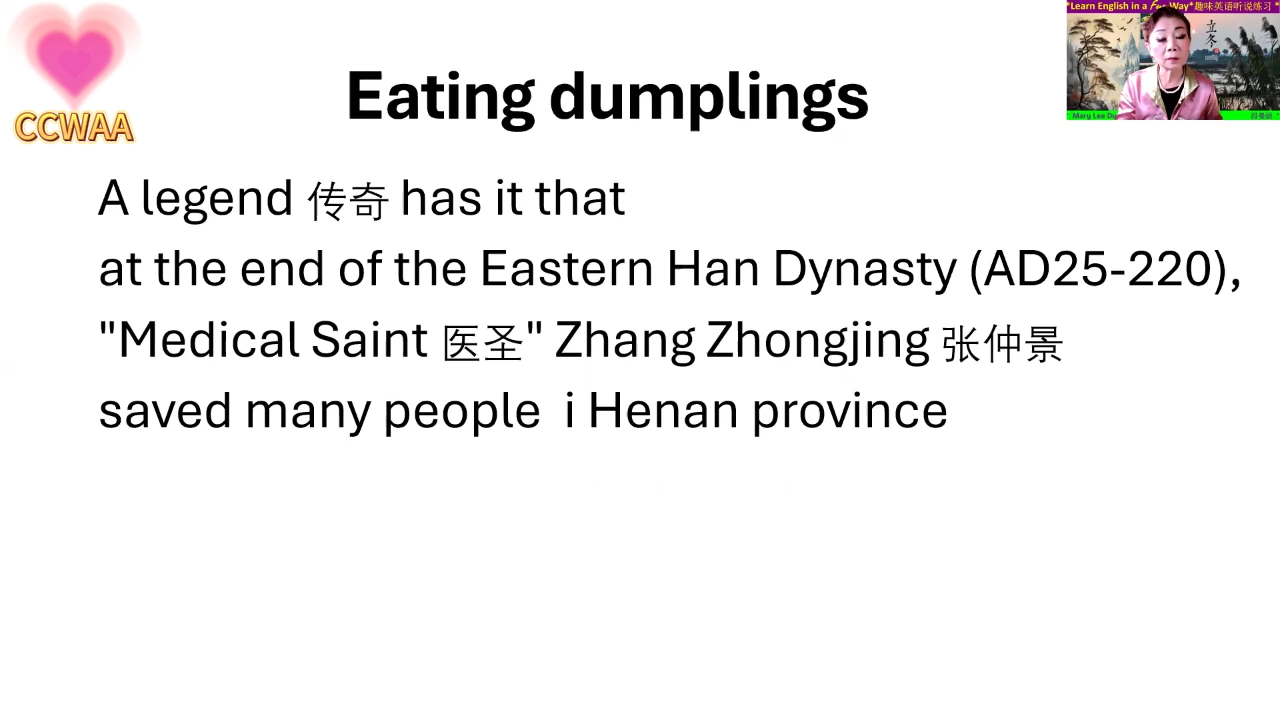 *Learn English in a Fun Way*趣味英语听说练习 *
立冬
CCWAA
Eating dumplings
A legend 传奇 has it that
at the end of the Eastern Han Dynasty (AD25-220),
"Medical Saint 医圣" Zhang Zhongjing 张仲景
saved many people i Henan province
Mary Lee